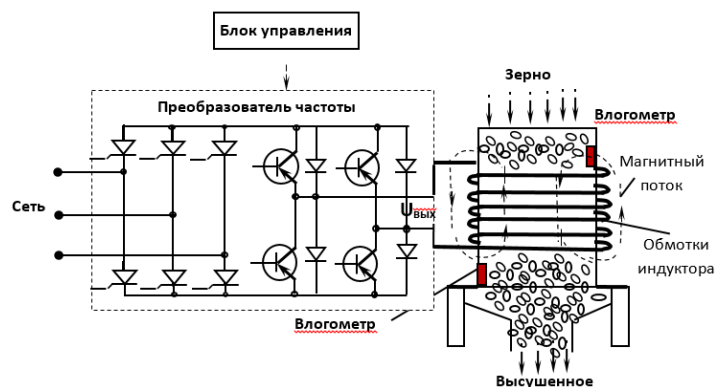 Блок управления
Зерно
Преобразователь частоты
Влогометр
Магнитный
поток
Сеть
Uвых
Обмотки
индуктора
Влогометр
Высушенное